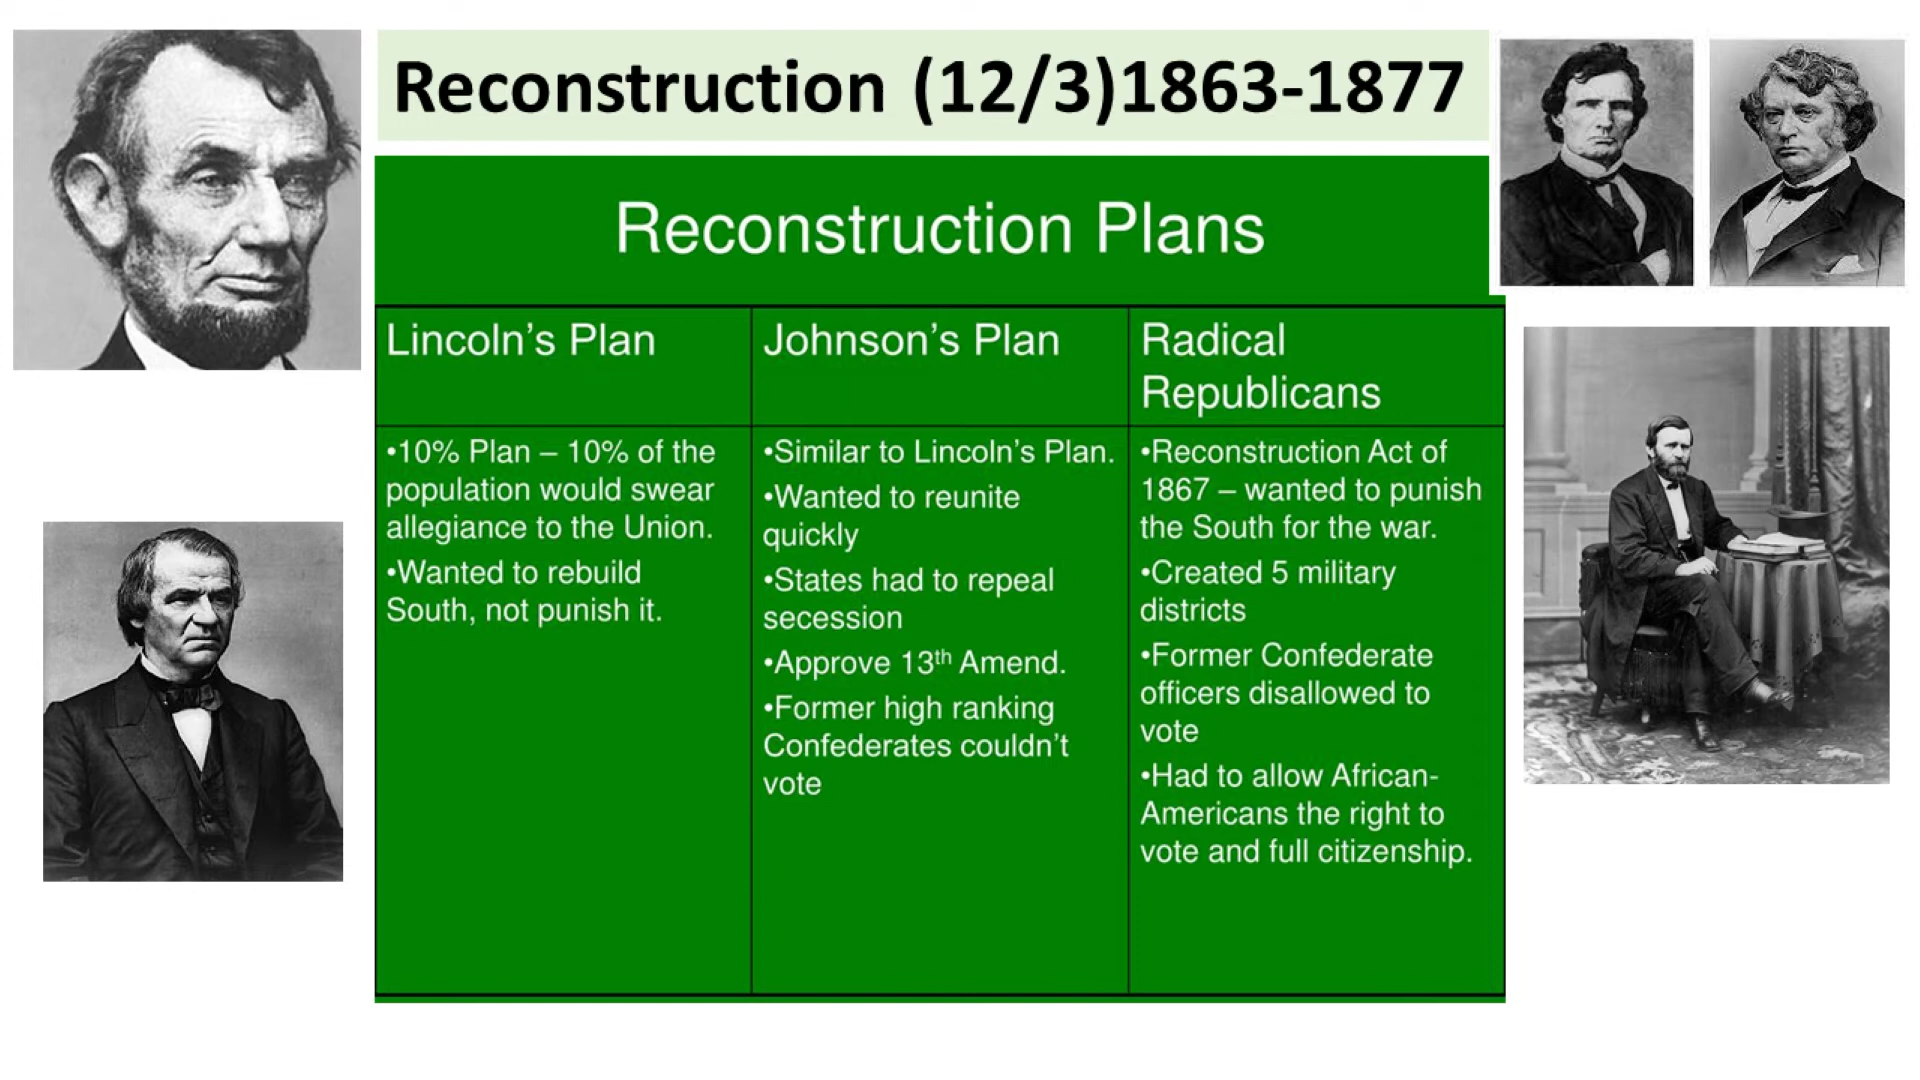 Reconstruction (12/3)1863-1877
Reconstruction Plans
Lincoln’s Plan
•10% Plan – 10% of the
population would swear
allegiance to the Union.
•Wanted to rebuild
South, not punish it.
Johnson’s Plan
•Similar to Lincoln’s Plan.
•Wanted to reunite
quickly
•States had to repeal
secession
•Approve 13th Amend.
•Former high ranking
Confederates couldn’t
vote
Radical
Republicans
•Reconstruction Act of
1867 – wanted to punish
the South for the war.
•Created 5 military
districts
•Former Confederate
officers disallowed to
vote
•Had to allow African-
Americans the right to
vote and full citizenship.